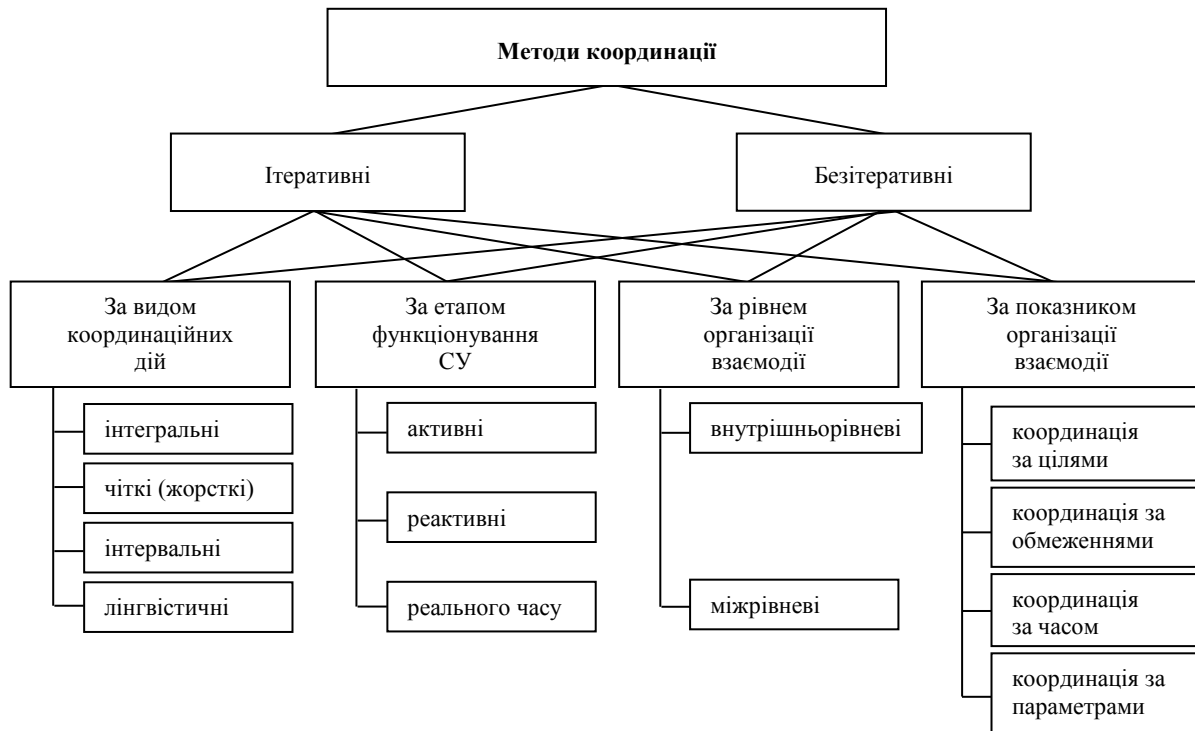 Методи координації
Ітеративні
Безітеративні
За видом
координаційних
дій
За етапом
функціонування
СУ
За рівнем
організації
взаємодії
За показником
організації
взаємодії
інтегральні
чіткі (жорсткі)
інтервальні
лінгвістичні
активні
реактивні
реального часу
внутрішньорівневі
міжрівневі
координація
за цілями
координація за
обмеженнями
координація
за часом
координація за
параметрами